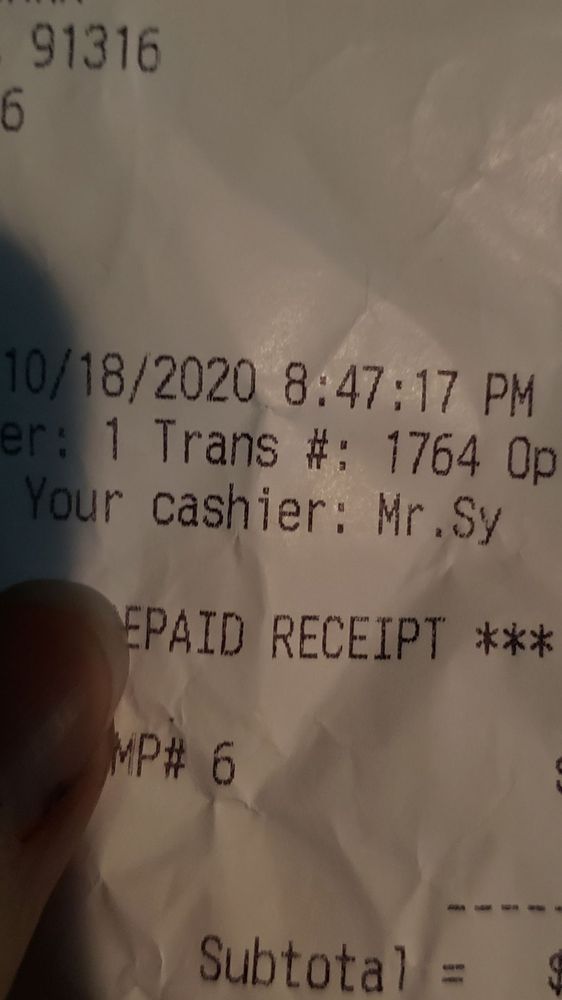 91316
6
10/18/2020 8:47:17 PM
er: 1 Trans #: 1764 Op
Your cashier: Mr.Sy
EPAID RECEIPT ***
MP# 6
-----
Subtotal = $